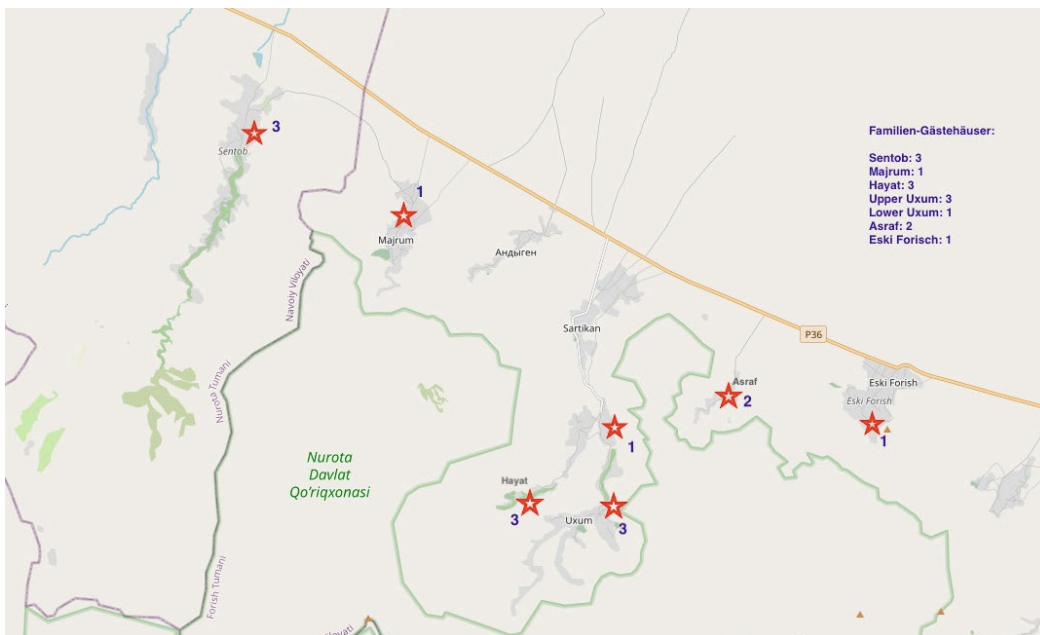 3
Sentob
1
Majrum
Андыген
Navoiy Viloyati
Nurota Tumani
Forish Tumani
Sartikan
P36
Asraf
2
Eski Forish
Eski Forish
1
1
Hayat
3
Uxum
3
Nurota
Davlat
Qo'riqxonasi
Familien-Gästehäuser:
Sentob: 3
Majrum: 1
Hayat: 3
Upper Uxum: 3
Lower Uxum: 1
Asraf: 2
Eski Forisch: 1